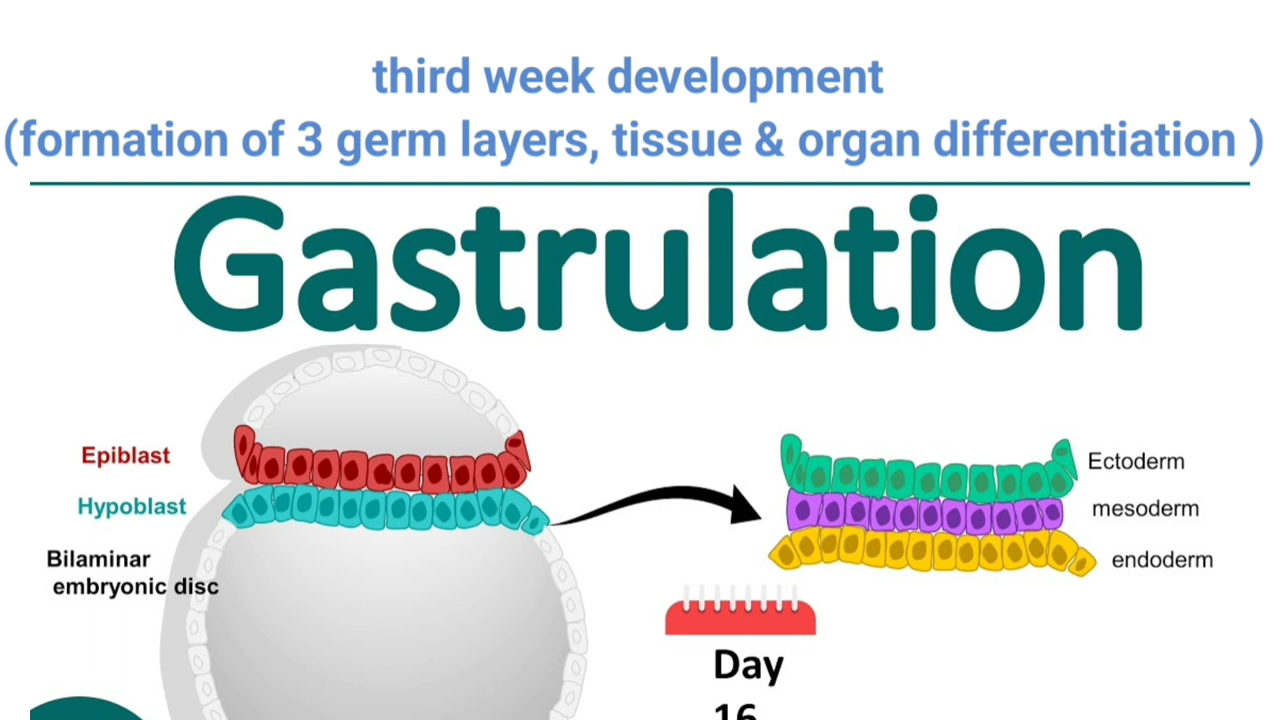 third week development
(formation of 3 germ layers, tissue & organ differentiation )
Gastrulation
Epiblast
Hypoblast
Bilaminar
embryonic disc
Ectoderm
mesoderm
endoderm
Day
16